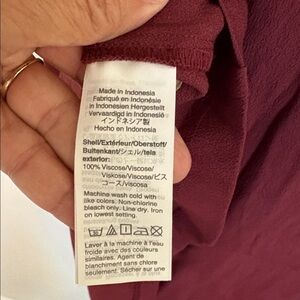 Made in Indonesia
Fabriqué en Indonésie
in Indonesien Hergestellt
Vervaardigd in Indonesië
インドネシア製
Hecho en Indonesia
Shell/Extérieur/Oberstoff/
Buitenkant/シェル/tela
exterior:
100% Viscose/Viscose/
Viskose/Viscose/ビス
コース/viscosa
Machine wash cold with
like colors. Non-chlorine
bleach only. Line dry. Iron
on lowest setting.
Laver à la machine à l'eau
froide avec des couleurs
similaires. Agent de
blanchiment sans chlore
seulement. Sécher sur une